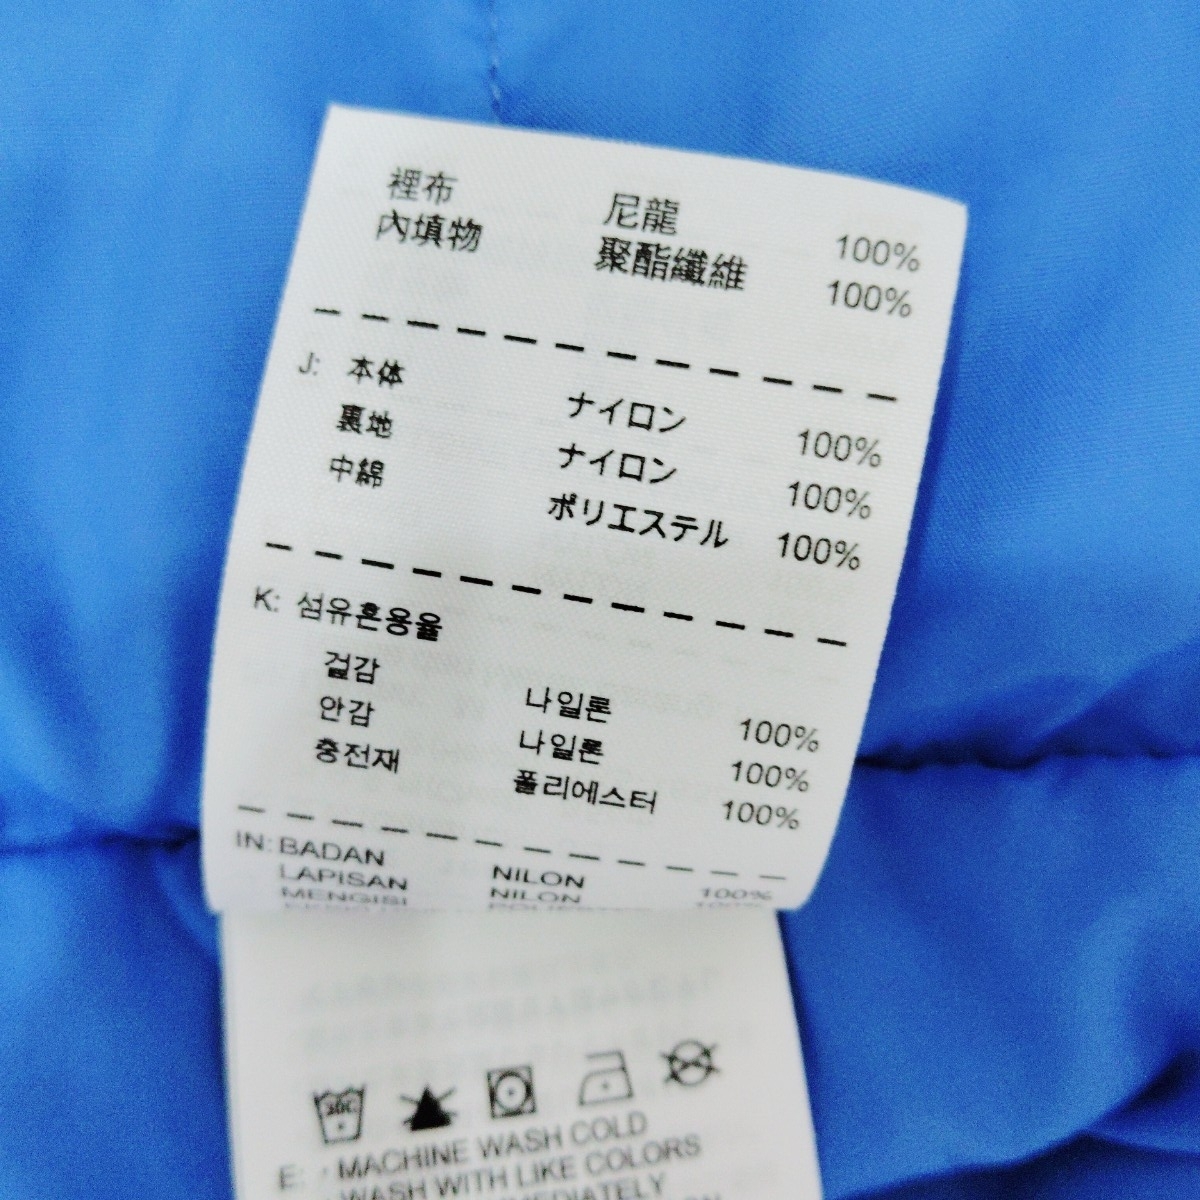 裡布 尼龍 100%
內填物 聚酯纖維 100%
J: 本体 ナイロン 100%
裏地 ナイロン 100%
中綿 ポリエステル 100%
K: 섬유혼용율
겉감 나일론 100%
안감 나일론 100%
충전재 폴리에스터 100%
IN: BADAN NILON 100%
LAPISAN NILON 100%
MENGISI
30C
E: MACHINE WASH COLD
WASH WITH LIKE COLORS